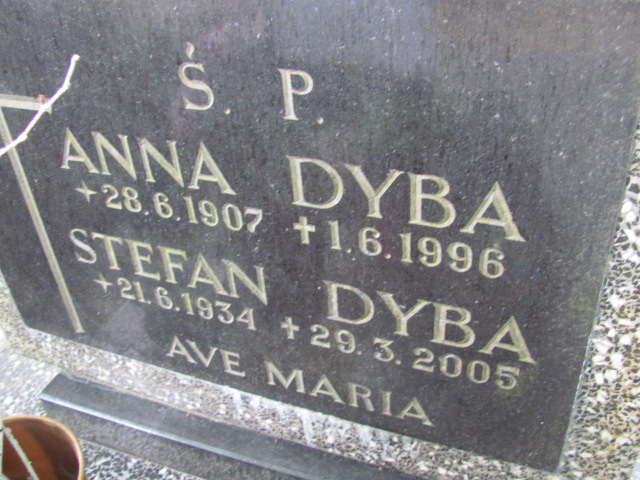 Ś. P.
ANNA DYBA
+28.6.1907 †1.6.1996
STEFAN DYBA
+21.6.1934 †29.3.2005
AVE MARIA